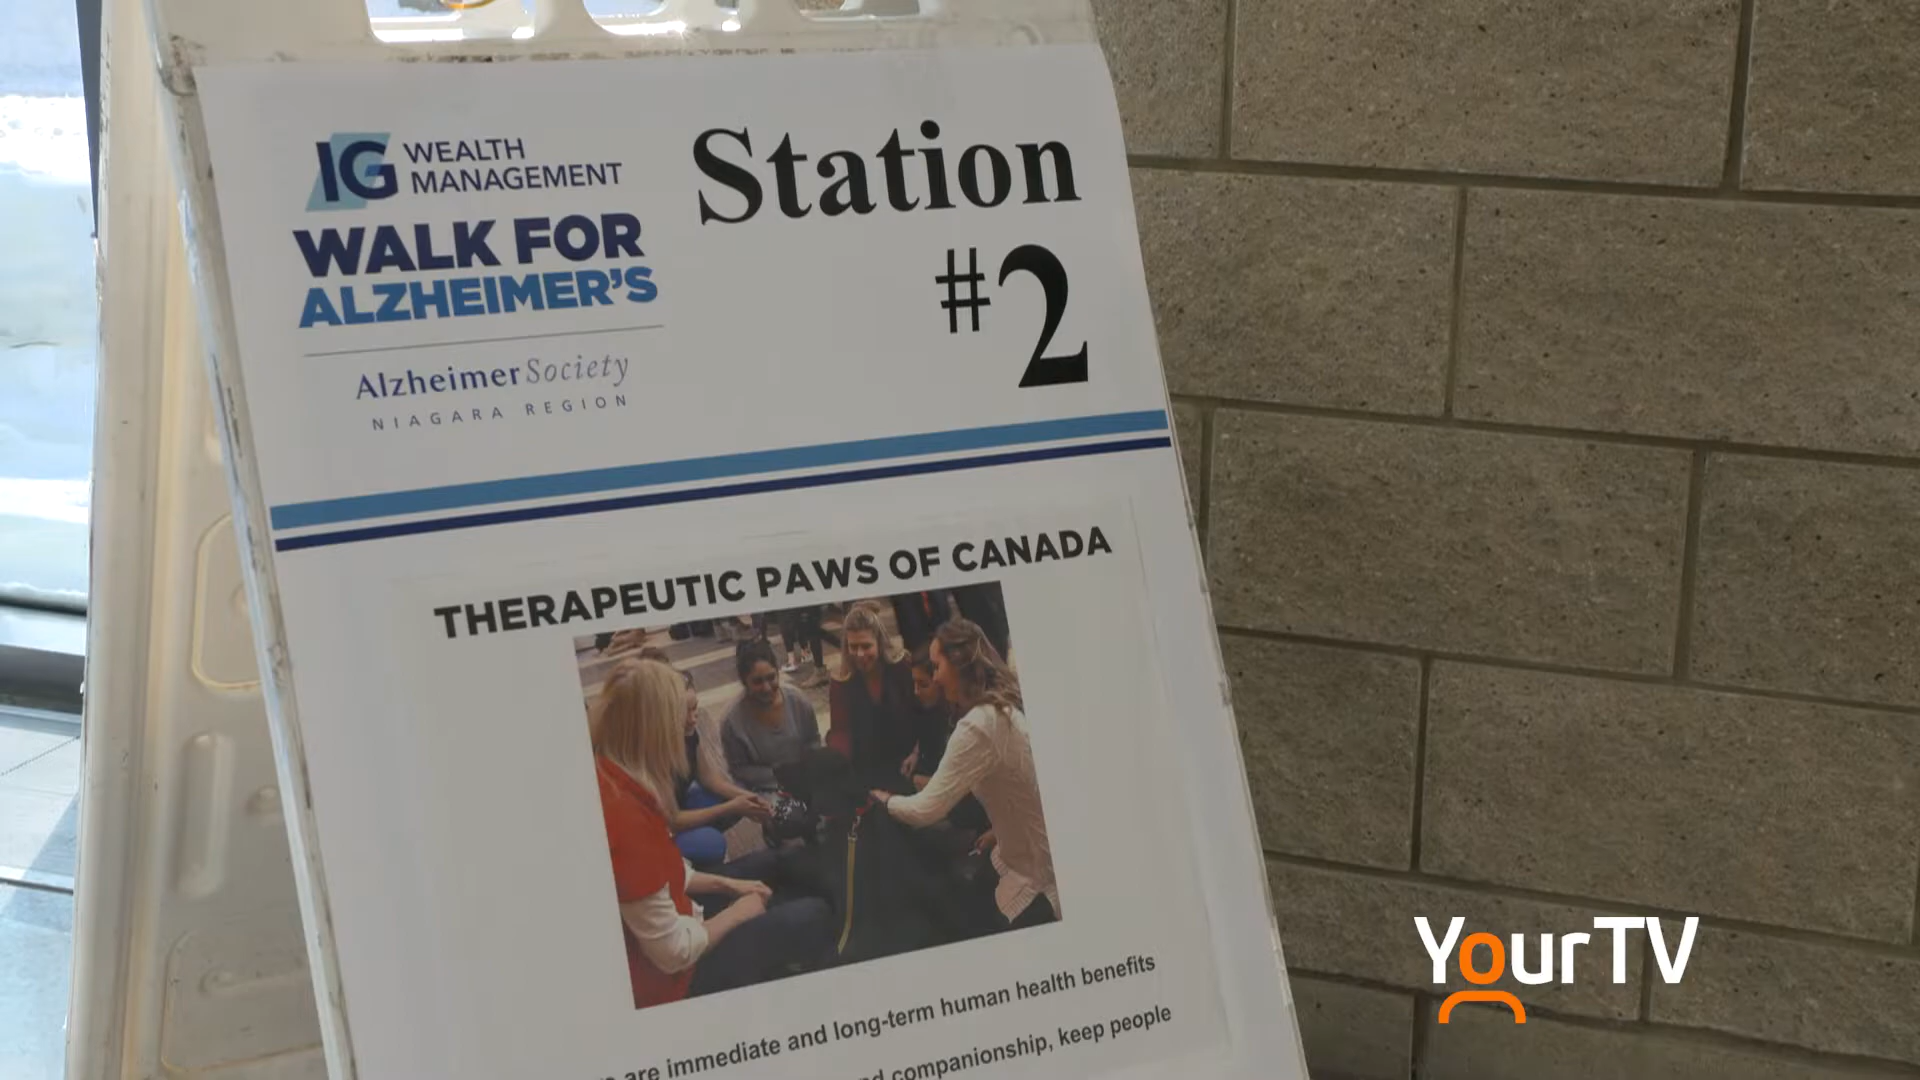 IG WEALTH
MANAGEMENT
WALK FOR
ALZHEIMER'S
Alzheimer Society
NIAGARA REGION
Station
#2
THERAPEUTIC PAWS OF CANADA
are immediate and long-term human health benefits
companionship, keep people
YourTV